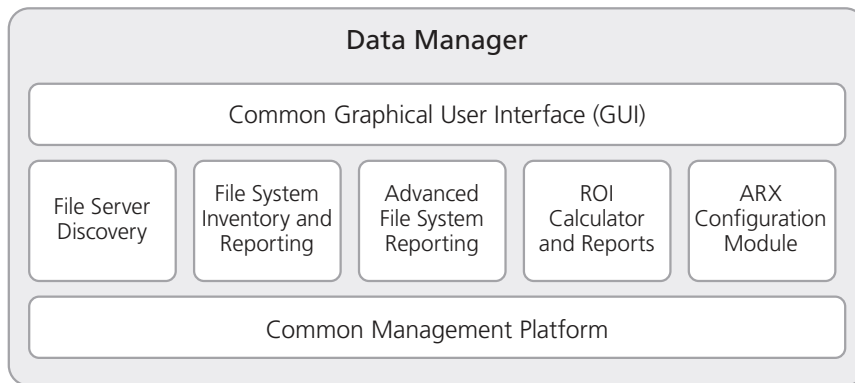 Data Manager
Common Graphical User Interface (GUI)
File Server
Discovery
File System
Inventory and
Reporting
Advanced
File System
Reporting
ROI
Calculator
and Reports
ARX
Configuration
Module
Common Management Platform